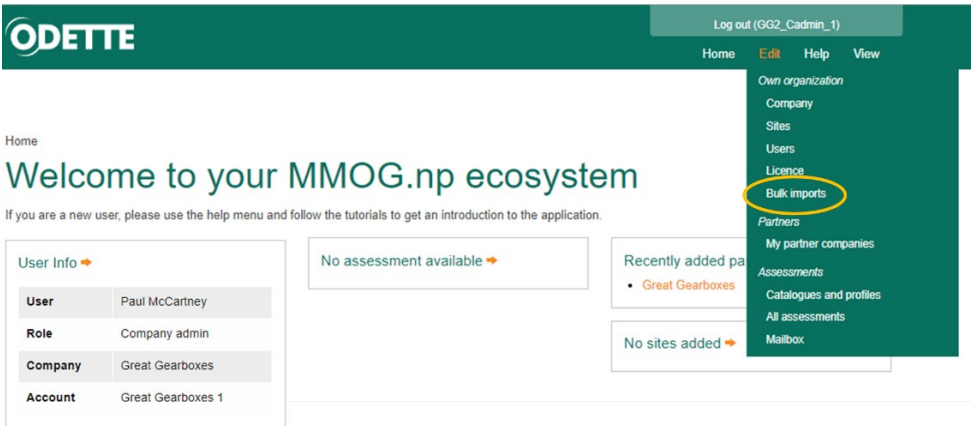 ODETTE
Log out (GG2_Cadmin_1)
Home Edit Help View
Own organization
Company
Sites
Users
Licence
Bulk imports
Partners
My partner companies
Assessments
Catalogues and profiles
All assessments
Mailbox
Home
Welcome to your MMOG.np ecosystem
If you are a new user, please use the help menu and follow the tutorials to get an introduction to the application.
User Info
User Paul McCartney
Role Company admin
Company Great Gearboxes
Account Great Gearboxes 1
No assessment available
Recently added pa
Great Gearboxes
No sites added